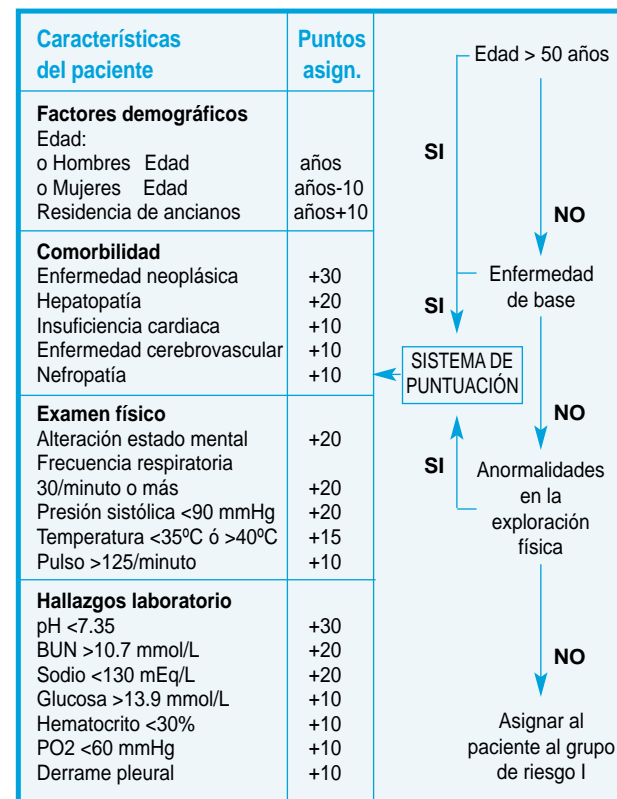 Características Puntos
del paciente asign.
Factores demográficos
Edad:
o Hombres Edad años
o Mujeres Edad años-10
Residencia de ancianos años+10
Comorbilidad
Enfermedad neoplásica +30
Hepatopatía +20
Insuficiencia cardiaca +10
Enfermedad cerebrovascular +10
Nefropatía +10
Examen físico
Alteración estado mental +20
Frecuencia respiratoria
30/minuto o más +20
Presión sistólica <90 mmHg +20
Temperatura <35ºC ó >40ºC +15
Pulso >125/minuto +10
Hallazgos laboratorio
pH <7.35 +30
BUN >10.7 mmol/L +20
Sodio <130 mEq/L +20
Glucosa >13.9 mmol/L +10
Hematocrito <30% +10
PO2 <60 mmHg +10
Derrame pleural +10
Edad > 50 años
SI
NO
Enfermedad
de base
SI
SISTEMA DE
PUNTUACIÓN
NO
SI
Anormalidades
en la
exploración
física
NO
Asignar al
paciente al grupo
de riesgo I